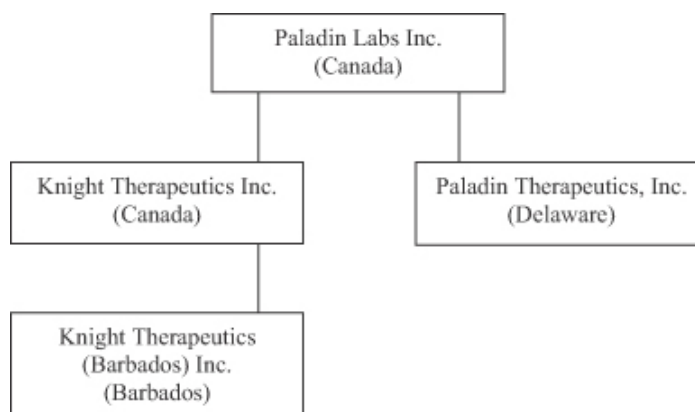 Paladin Labs Inc.
(Canada)
Knight Therapeutics Inc.
(Canada)
Paladin Therapeutics, Inc.
(Delaware)
Knight Therapeutics
(Barbados) Inc.
(Barbados)